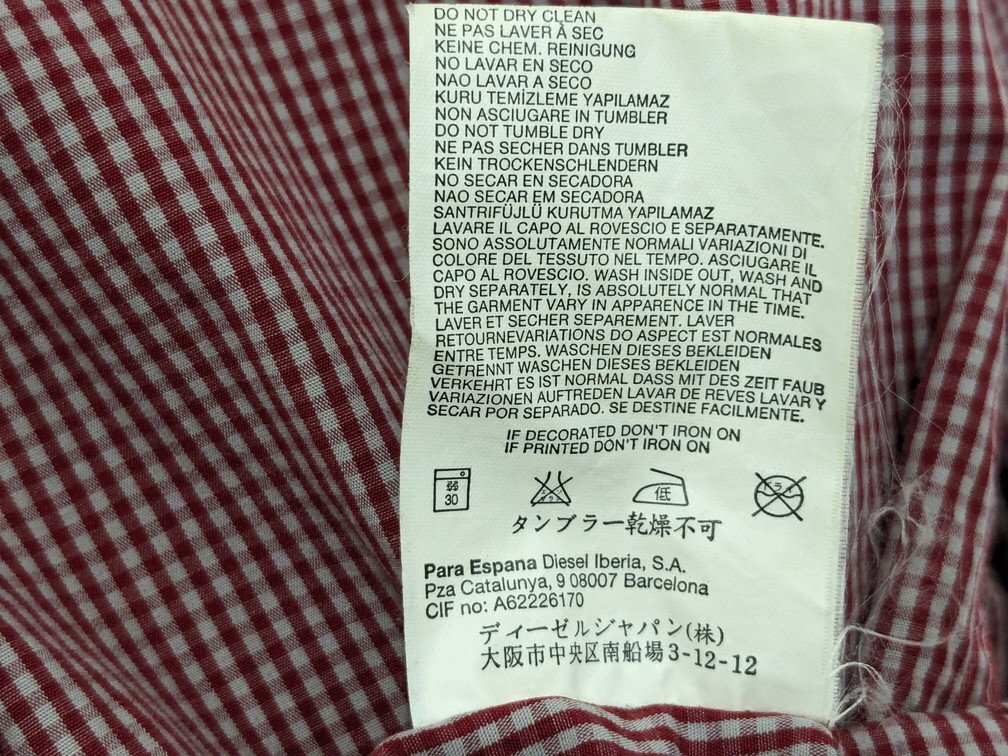 DO NOT DRY CLEAN
NE PAS LAVER À SEC
KEINE CHEM. REINIGUNG
NO LAVAR EN SECO
NAO LAVAR A SECO
KURU TEMİZLEME YAPILAMAZ
NON ASCIUGARE IN TUMBLER
DO NOT TUMBLE DRY
NE PAS SECHER DANS TUMBLER
KEIN TROCKENSCHLENDERN
NO SECAR EN SECADORA
NAO SECAR EM SECADORA
SANTRIFÜJLÜ KURUTMA YAPILAMAZ
LAVARE IL CAPO AL ROVESCIO E SEPARATAMENTE.
SONO ASSOLUTAMENTE NORMALI VARIAZIONI DI
COLORE DEL TESSUTO NEL TEMPO. ASCIUGARE IL
CAPO AL ROVESCIO. WASH INSIDE OUT, WASH AND
DRY SEPARATELY, IS ABSOLUTELY NORMAL THAT
THE GARMENT VARY IN APPARENCE IN THE TIME.
LAVER ET SECHER SEPAREMENT. LAVER
RETOURNEVARIATIONS DO ASPECT EST NORMALES
ENTRE TEMPS. WASCHEN DIESES BEKLEIDEN
GETRENNT WASCHEN DIESES BEKLEIDEN
VERKEHRT ES IST NORMAL DASS MIT DES ZEIT FAUB
VARIAZIONEN AUFTREDEN LAVAR DE REVES LAVAR Y
SECAR POR SEPARADO. SE DESTINE FACILMENTE.
IF DECORATED DON'T IRON ON
IF PRINTED DON'T IRON ON
弱 30 エンソ 低 ドライ
タンブラー乾燥不可
Para Espana Diesel Iberia, S.A.
Pza Catalunya, 9 08007 Barcelona
CIF no: A62226170
ディーゼルジャパン(株)
大阪市中央区南船場3-12-12